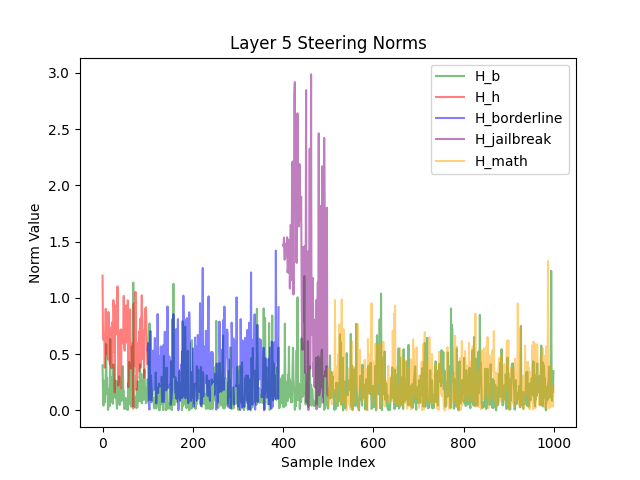 Layer 5 Steering Norms
H_b
H_h
H_borderline
H_jailbreak
H_math
Norm Value
3.0
2.5
2.0
1.5
1.0
0.5
0.0
0
200
400
600
800
1000
Sample Index